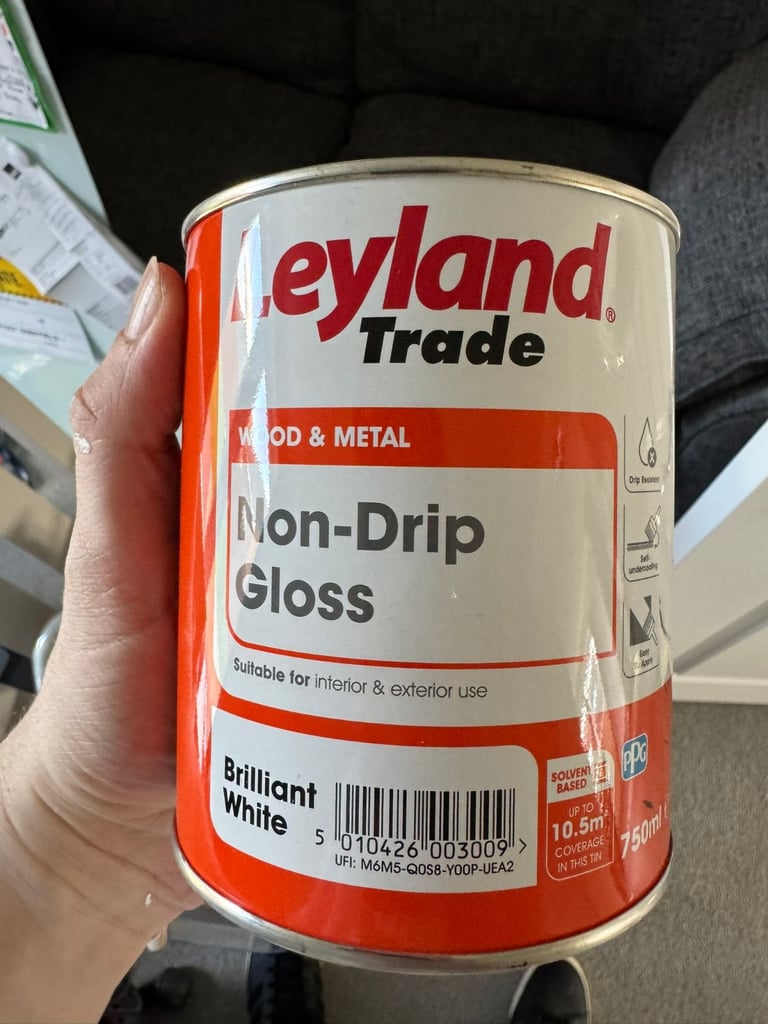 Leyland®
Trade
WOOD & METAL
Non-Drip
Gloss
Suitable for interior & exterior use
Drip Resistant
Self-
undercoating
Easy
To Apply
Brilliant
White
5 010426 003009 >
UFI: M6M5-Q0S8-Y00P-UEA2
SOLVENT
BASED
UP TO
10.5m²
COVERAGE
IN THIS TIN
PPG
750ml